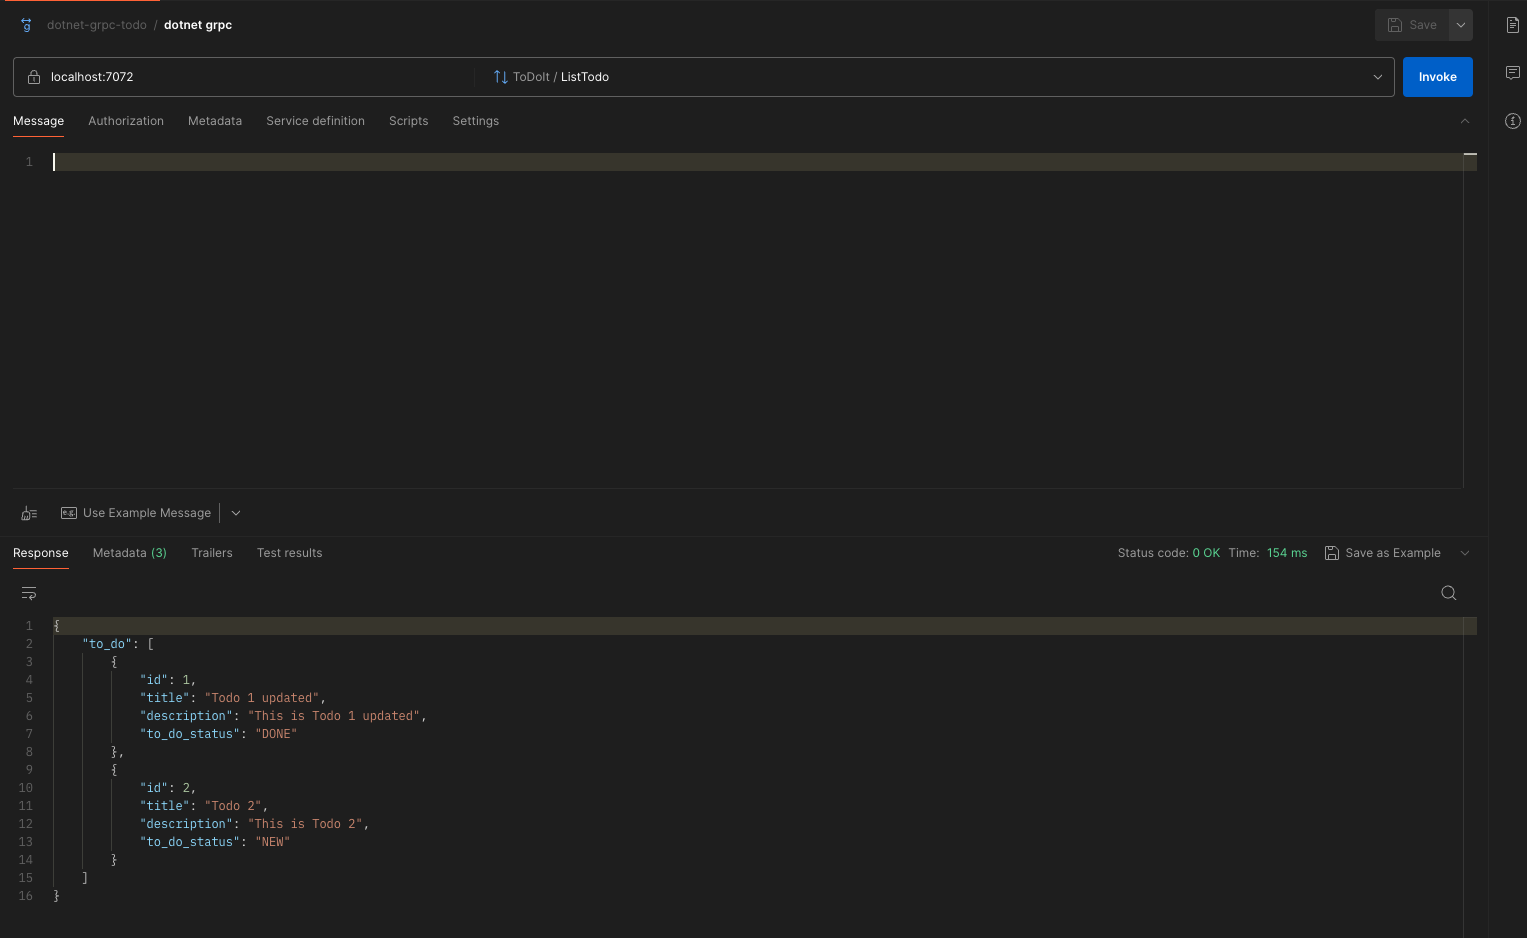 dotnet-grpc-todo / dotnet grpc
Save
localhost:7072
ToDoIt / ListTodo
Invoke
Message Authorization Metadata Service definition Scripts Settings
1
e.g. Use Example Message
Response Metadata (3) Trailers Test results
Status code: 0 OK Time: 154 ms Save as Example
1 {
2 "to_do": [
3 {
4 "id": 1,
5 "title": "Todo 1 updated",
6 "description": "This is Todo 1 updated",
7 "to_do_status": "DONE"
8 },
9 {
10 "id": 2,
11 "title": "Todo 2",
12 "description": "This is Todo 2",
13 "to_do_status": "NEW"
14 }
15 ]
16 }